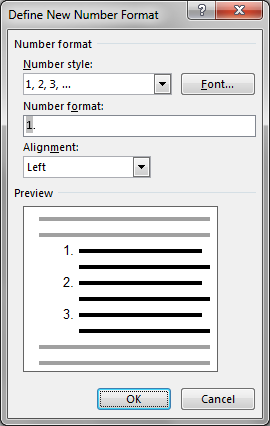 Define New Number Format
Number format
Number style:
1, 2, 3, ...
Font...
Number format:
1.
Alignment:
Left
Preview
1.
2.
3.
OK Cancel